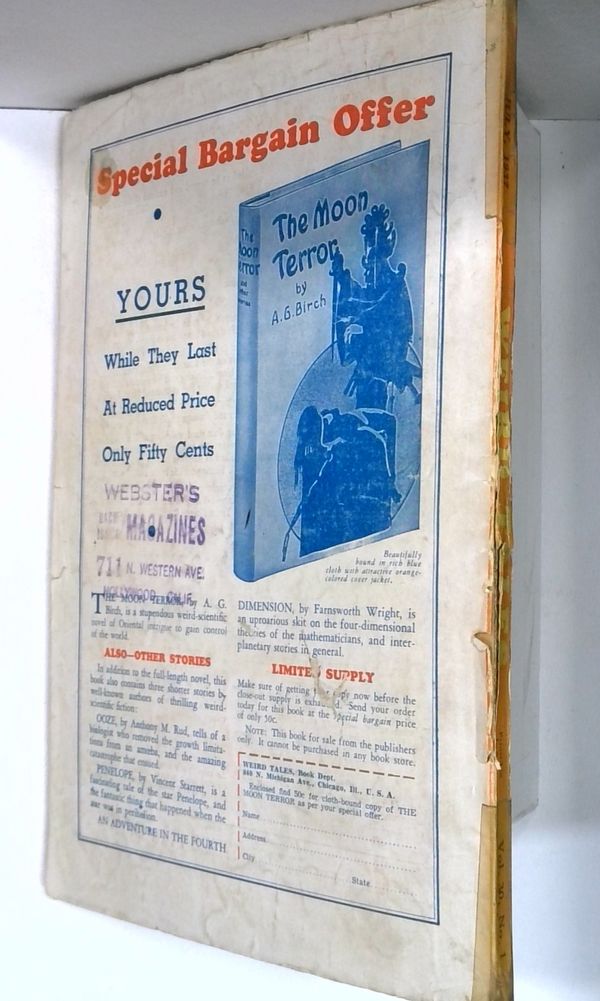 Special Bargain Offer
YOURS
While They Last
At Reduced Price
Only Fifty Cents
WEBSTER'S
MAGAZINES
711 N. WESTERN AVE.
HOLLYWOOD, CALIF.
The Moon
Terror
by
A.G.Birch
The
Moon
Terror
Beautifully
bound in rich blue
cloth with attractive orange-
colored cover jacket.
THE MOON TERROR, by A. G.
Birch, is a stupendous weird-scientific
novel of Oriental intrigue to gain control
of the world.
ALSO—OTHER STORIES
In addition to the full-length novel, this
book also contains three shorter stories by
well-known authors of thrilling weird-
scientific fiction:
OOZE, by Anthony M. Rud, tells of a
biologist who removed the growth limita-
tions from an ameba, and the amazing
catastrophe that ensued.
PENELOPE, by Vincent Starrett, is a
fascinating tale of the star Penelope, and
the fantastic thing that happened when the
star was in perihelion.
AN ADVENTURE IN THE FOURTH
DIMENSION, by Farnsworth Wright, is
an uproarious skit on the four-dimensional
theories of the mathematicians, and inter-
planetary stories in general.
LIMITED SUPPLY
Make sure of getting copy now before the
close-out supply is Send your order
today for this book at the special bargain price
of only 50c.
NOTE: This book for sale from the publishers
only. It cannot be purchased in any book store.
WEIRD TALES, Book Dept.
840 N. Michigan Ave., Chicago, Ill., U. S. A.
Enclosed find 50c for cloth-bound copy of THE
MOON TERROR as per your special offer.
Name
Address
City
State
JULY, 1937
Vol. 30, No. 1